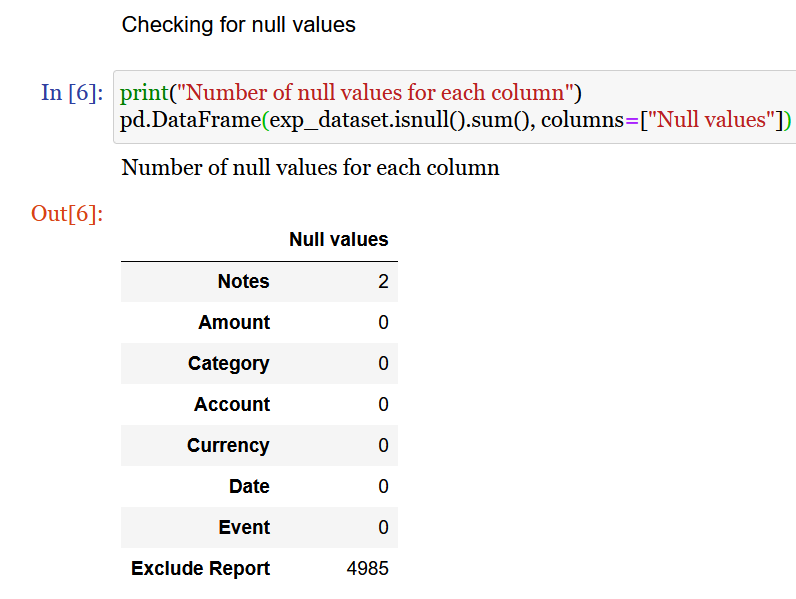 Checking for null values
In [6]: print("Number of null values for each column")
pd.DataFrame(exp_dataset.isnull().sum(), columns=["Null values"])
Number of null values for each column
Out[6]:
Null values
Notes 2
Amount 0
Category 0
Account 0
Currency 0
Date 0
Event 0
Exclude Report 4985